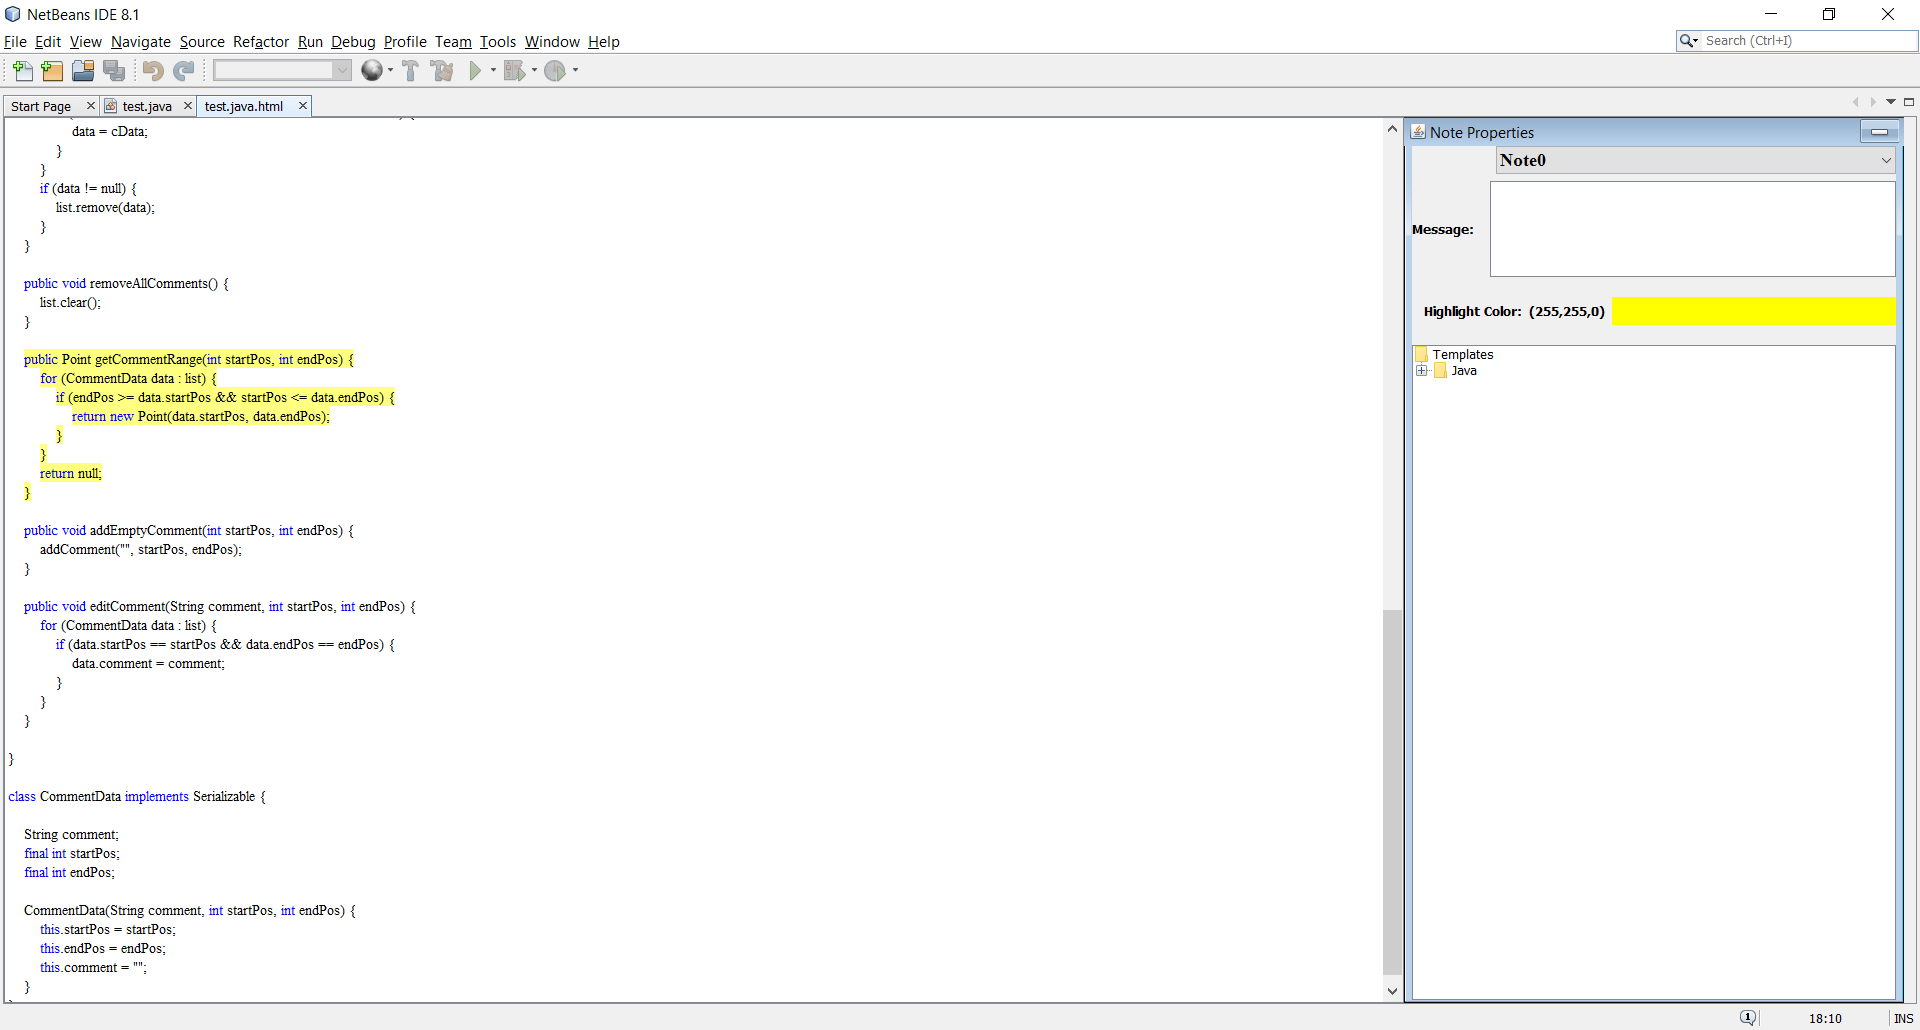 NetBeans IDE 8.1
File Edit View Navigate Source Refactor Run Debug Profile Team Tools Window Help
Search (Ctrl+I)
Start Page
test.java
test.java.html
data = cData;
}
}
if (data != null) {
list.remove(data);
}
}
public void removeAllComments() {
list.clear();
}
public Point getCommentRange(int startPos, int endPos) {
for (CommentData data : list) {
if (endPos >= data.startPos && startPos <= data.endPos) {
return new Point(data.startPos, data.endPos);
}
}
return null;
}
public void addEmptyComment(int startPos, int endPos) {
addComment("", startPos, endPos);
}
public void editComment(String comment, int startPos, int endPos) {
for (CommentData data : list) {
if (data.startPos == startPos && data.endPos == endPos) {
data.comment = comment;
}
}
}
}
class CommentData implements Serializable {
String comment;
final int startPos;
final int endPos;
CommentData(String comment, int startPos, int endPos) {
this.startPos = startPos;
this.endPos = endPos;
this.comment = "";
}
Note Properties
Note0
Message:
Highlight Color: (255,255,0)
Templates
Java
1
18:10
INS